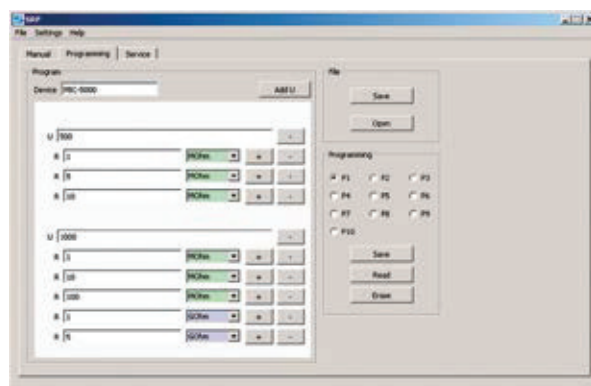 SRP
File Settings Help
Manual Programming Service
Program
Device MIC-5000 Add U
U 500 -
R 1 MOhm + -
R 5 MOhm + -
R 10 MOhm + -
U 1000 -
R 1 MOhm + -
R 10 MOhm + -
R 100 MOhm + -
R 1 GOhm + -
R 5 GOhm + -
File
Save
Open
Programming
P1 P2 P3
P4 P5 P6
P7 P8 P9
P10
Save
Read
Erase